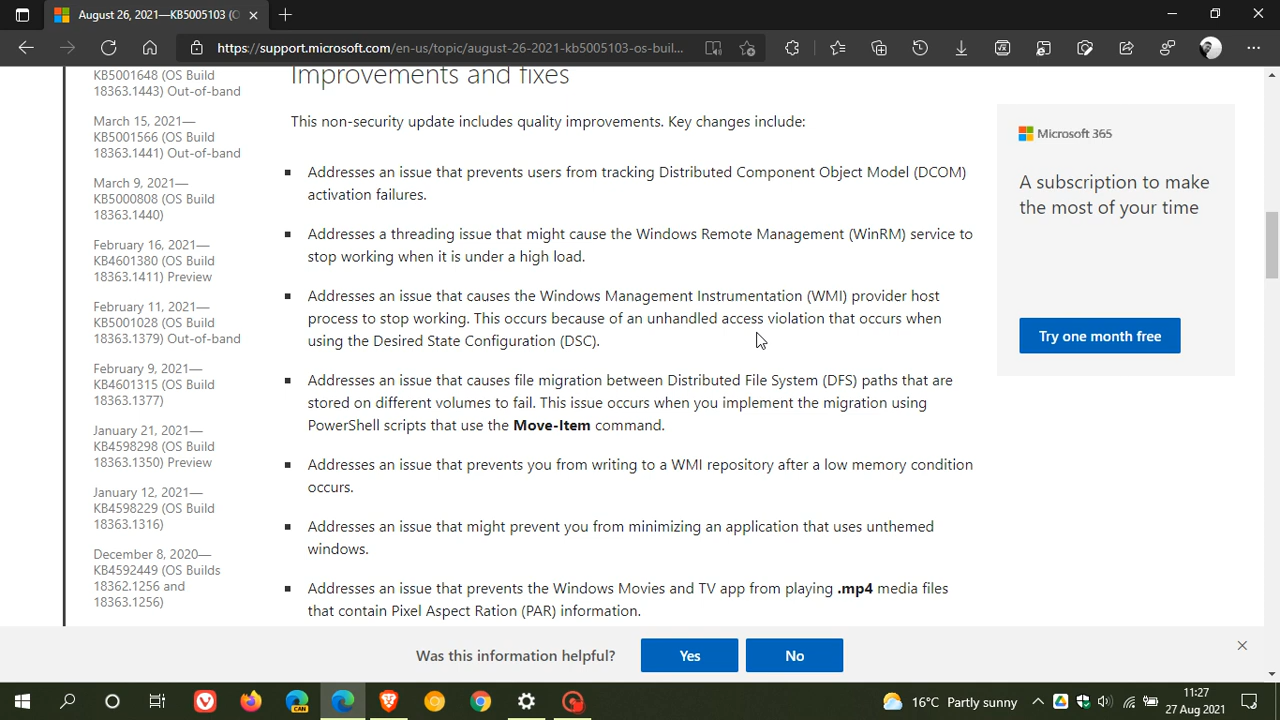 August 26, 2021—KB5005103 (O
https://support.microsoft.com/en-us/topic/august-26-2021-kb5005103-os-buil...
KB5001648 (OS Build
18363.1443) Out-of-band
March 15, 2021—
KB5001566 (OS Build
18363.1441) Out-of-band
March 9, 2021—
KB5000808 (OS Build
18363.1440)
February 16, 2021—
KB4601380 (OS Build
18363.1411) Preview
February 11, 2021—
KB5001028 (OS Build
18363.1379) Out-of-band
February 9, 2021—
KB4601315 (OS Build
18363.1377)
January 21, 2021—
KB4598298 (OS Build
18363.1350) Preview
January 12, 2021—
KB4598229 (OS Build
18363.1316)
December 8, 2020—
KB4592449 (OS Builds
18362.1256 and
18363.1256)
Improvements and fixes
This non-security update includes quality improvements. Key changes include:
Addresses an issue that prevents users from tracking Distributed Component Object Model (DCOM)
activation failures.
Addresses a threading issue that might cause the Windows Remote Management (WinRM) service to
stop working when it is under a high load.
Addresses an issue that causes the Windows Management Instrumentation (WMI) provider host
process to stop working. This occurs because of an unhandled access violation that occurs when
using the Desired State Configuration (DSC).
Addresses an issue that causes file migration between Distributed File System (DFS) paths that are
stored on different volumes to fail. This issue occurs when you implement the migration using
PowerShell scripts that use the Move-Item command.
Addresses an issue that prevents you from writing to a WMI repository after a low memory condition
occurs.
Addresses an issue that might prevent you from minimizing an application that uses unthemed
windows.
Addresses an issue that prevents the Windows Movies and TV app from playing .mp4 media files
that contain Pixel Aspect Ration (PAR) information.
Microsoft 365
A subscription to make
the most of your time
Try one month free
Was this information helpful?
Yes
No
CAN
16°C Partly sunny
11:27
27 Aug 2021